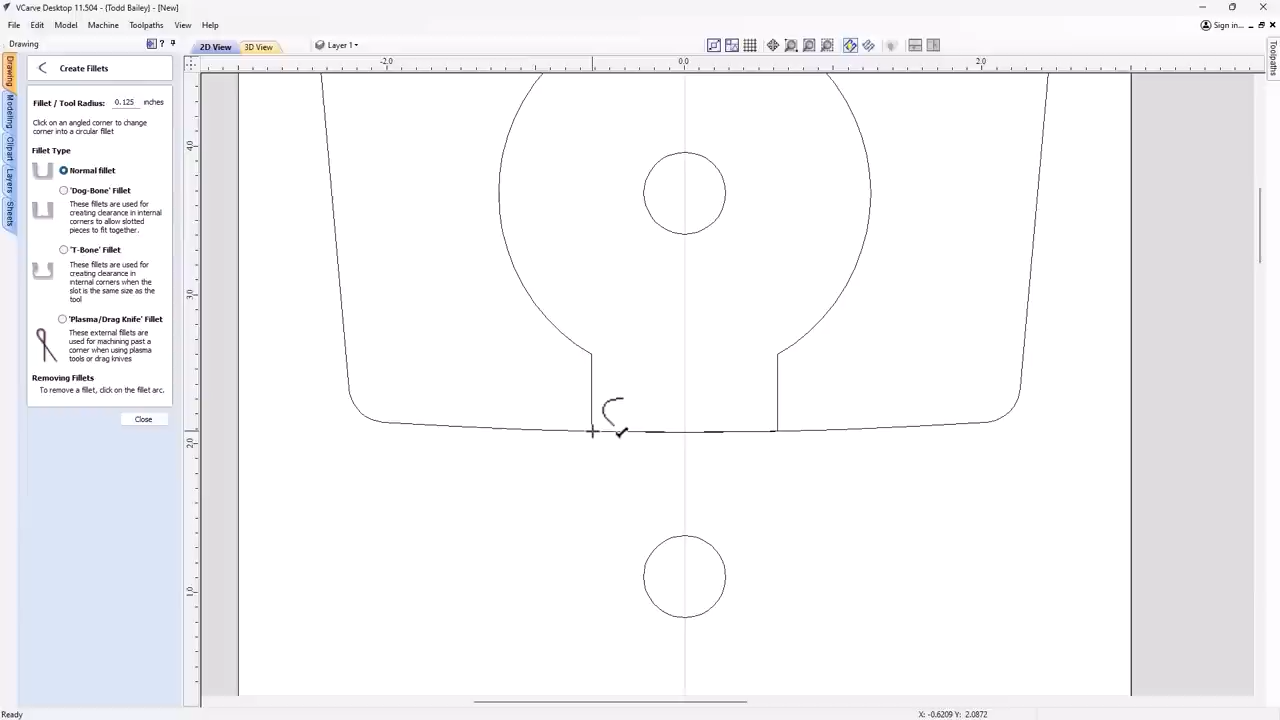 VCarve Desktop 11.504 - {Todd Bailey} - [New]
File Edit Model Machine Toolpaths View Help
Sign in...
Drawing
2D View 3D View Layer 1
Create Fillets
Fillet / Tool Radius: 0.125 inches
Click on an angled corner to change
corner into a circular fillet
Fillet Type
Normal fillet
'Dog-Bone' Fillet
These fillets are used for
creating clearance in internal
corners to allow slotted
pieces to fit together.
'T-Bone' Fillet
These fillets are used for
creating clearance in
internal corners when the
slot is the same size as the
tool
'Plasma/Drag Knife' Fillet
These external fillets are
used for machining past a
corner when using plasma
tools or drag knives
Removing Fillets
To remove a fillet, click on the fillet arc.
Close
Drawing
Modeling
Clipart
Layers
Sheets
Toolpaths
-2.0 0.0 2.0
4.0
3.0
2.0
1.0
Ready
X: -0.6209 Y: 2.0872